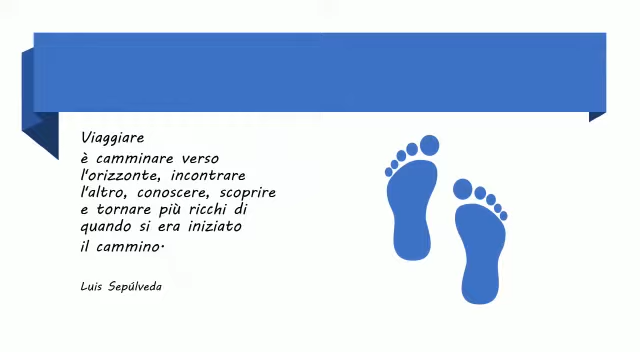 Viaggiare
è camminare verso
l'orizzonte, incontrare
l'altro, conoscere, scoprire
e tornare più ricchi di
quando si era iniziato
il cammino.
Luis Sepúlveda